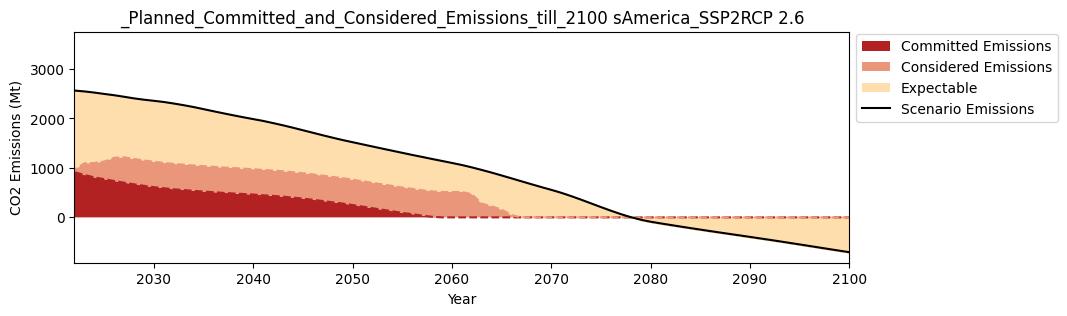 _Planned_Committed_and_Considered_Emissions_till_2100 sAmerica_SSP2RCP 2.6
Committed Emissions
Considered Emissions
Expectable
Scenario Emissions
CO2 Emissions (Mt)
3000
2000
1000
0
2030 2040 2050 2060 2070 2080 2090 2100
Year